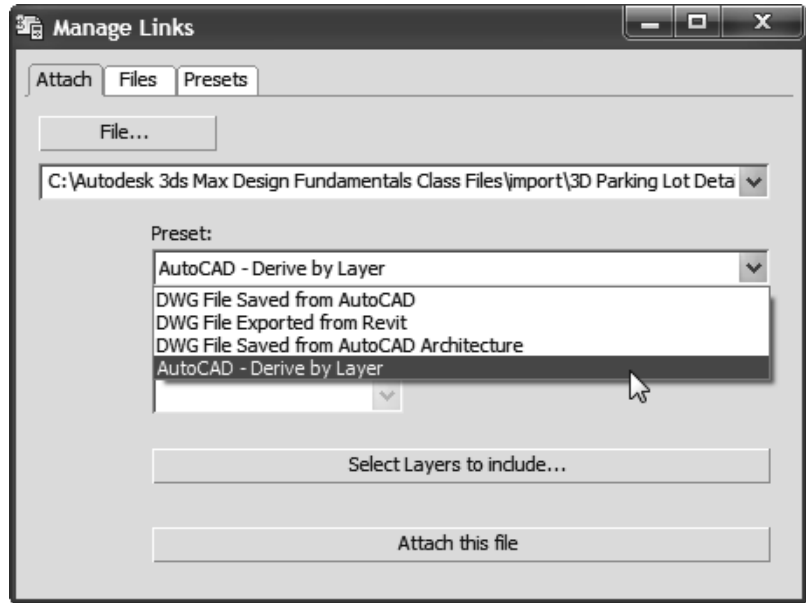 Manage Links
Attach Files Presets
File...
C:\Autodesk 3ds Max Design Fundamentals Class Files\import\3D Parking Lot Deta
Preset:
AutoCAD - Derive by Layer
DWG File Saved from AutoCAD
DWG File Exported from Revit
DWG File Saved from AutoCAD Architecture
AutoCAD - Derive by Layer
Select Layers to include...
Attach this file